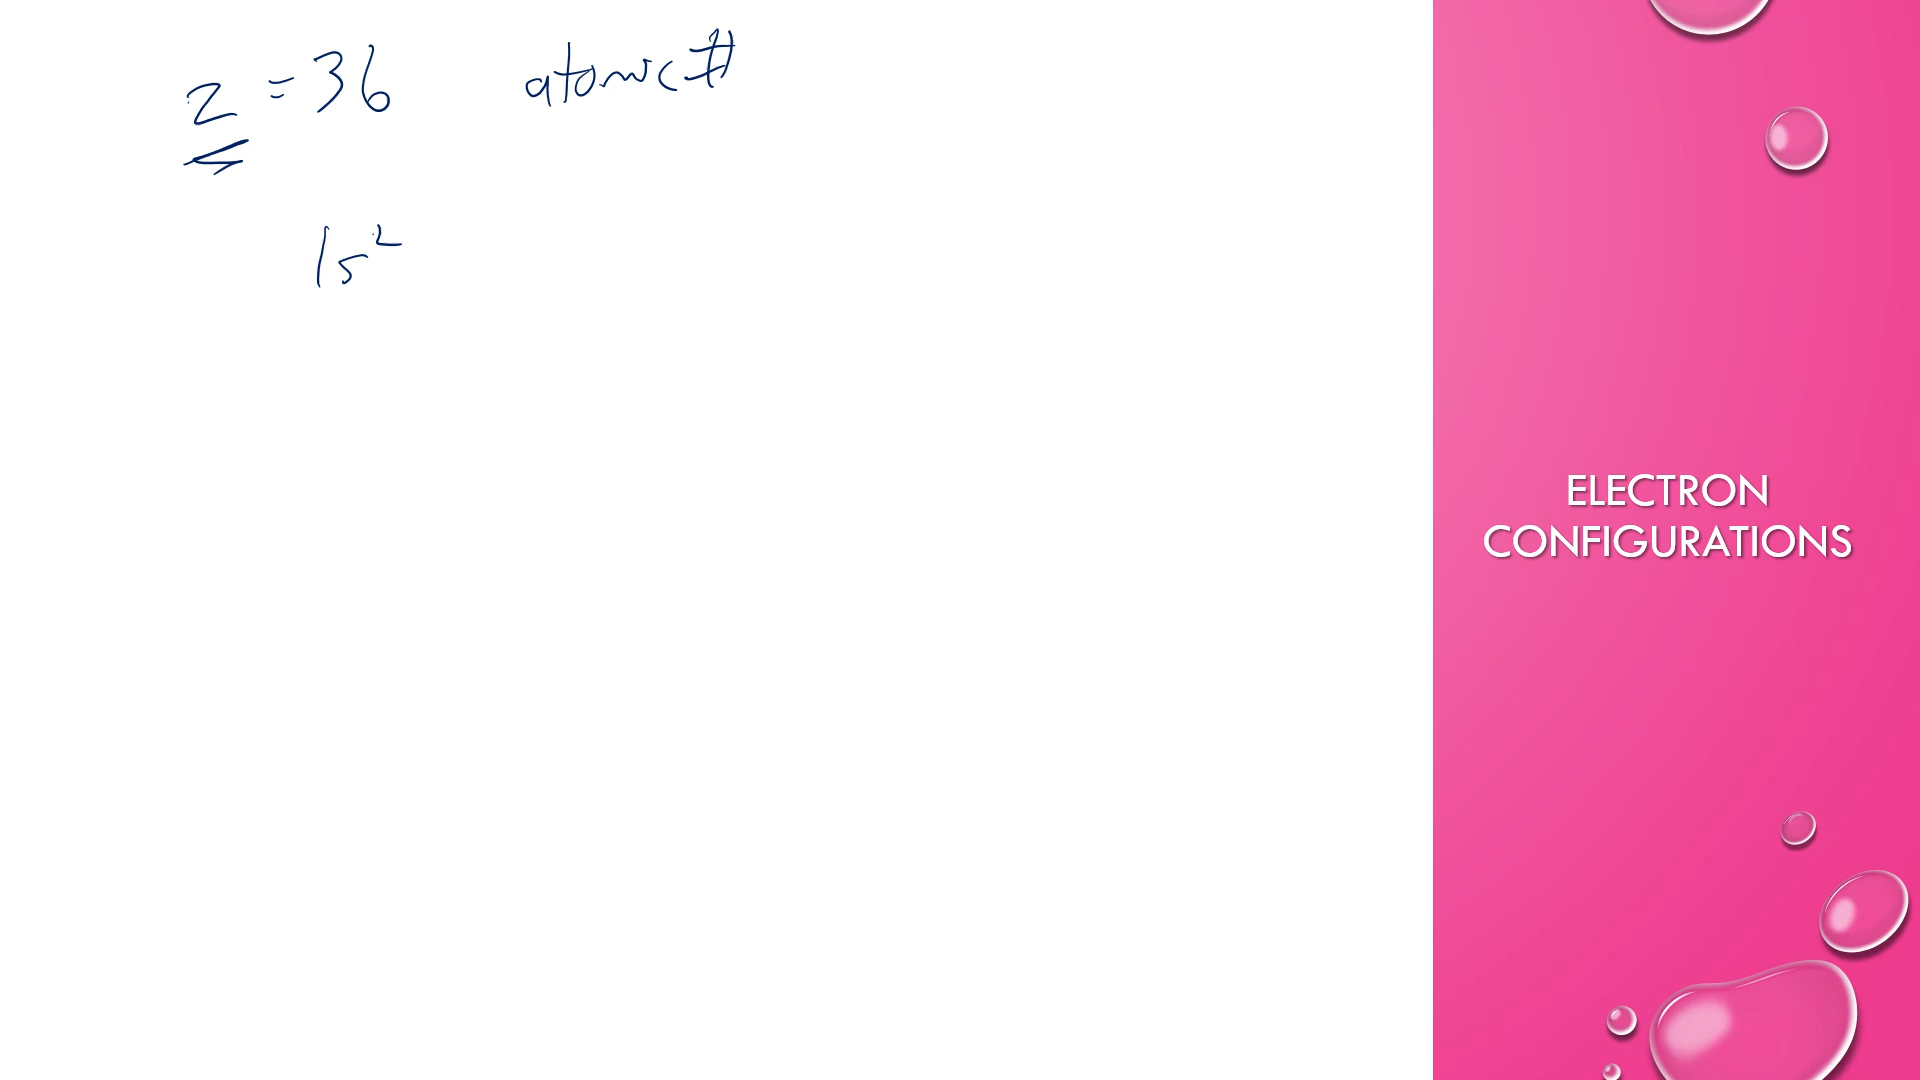 z = 36 atomic #
1s²
ELECTRON
CONFIGURATIONS